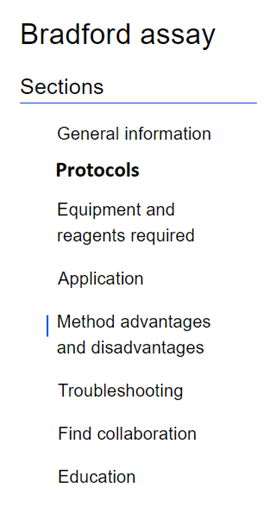 Bradford assay
Sections
General information
Protocols
Equipment and
reagents required
Application
Method advantages
and disadvantages
Troubleshooting
Find collaboration
Education